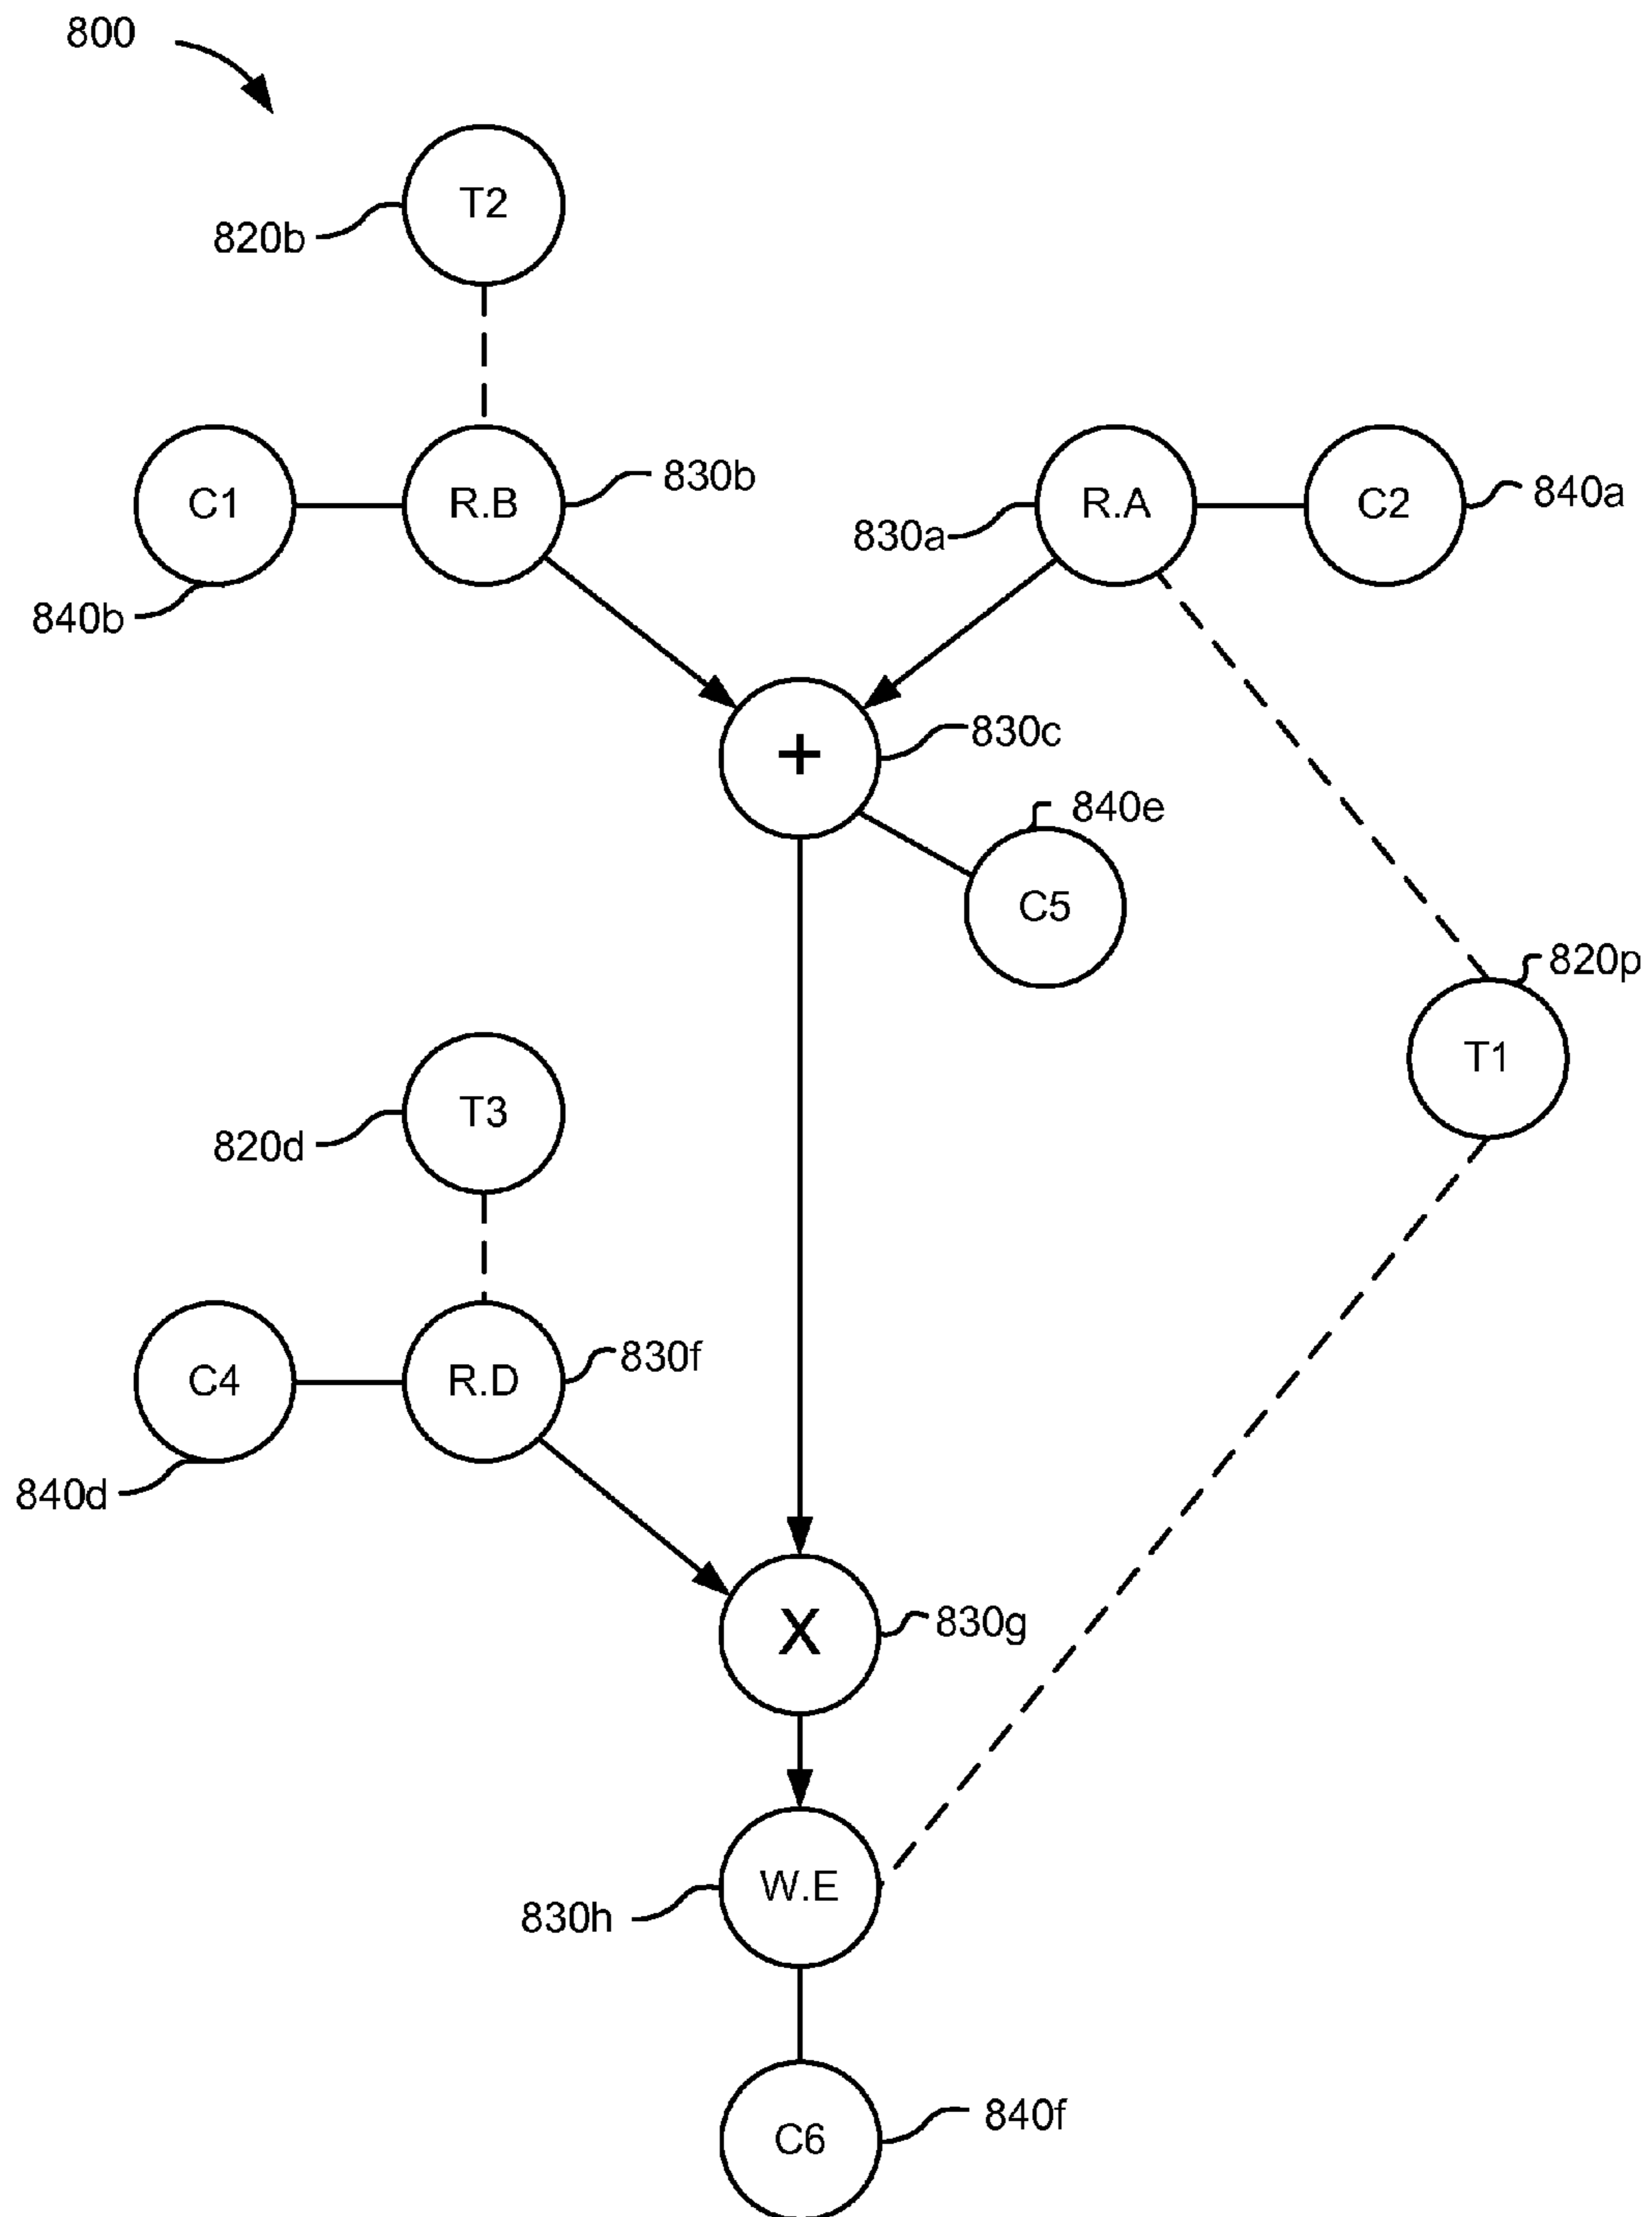 800
T2
820b
C1
R.B
830b
R.A
C2
840a
830a
840b
+
830c
840e
C5
820p
T1
T3
820d
C4
R.D
830f
840d
X
830g
W.E
830h
C6
840f